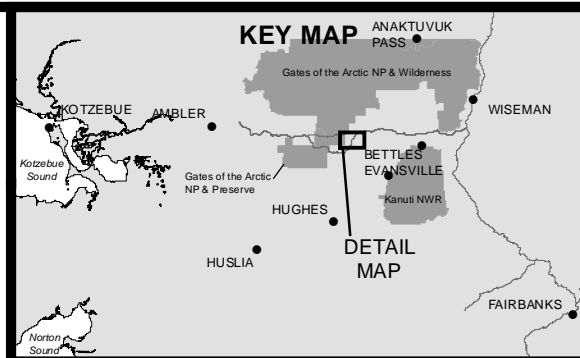 KEY MAP
ANAKTUVUK
PASS
Gates of the Arctic NP & Wilderness
KOTZEBUE
AMBLER
WISEMAN
Kotzebue
Sound
BETTLES
EVANSVILLE
Gates of the Arctic
NP & Preserve
Kanuti NWR
HUGHES
DETAIL
MAP
HUSLIA
FAIRBANKS
Norton
Sound